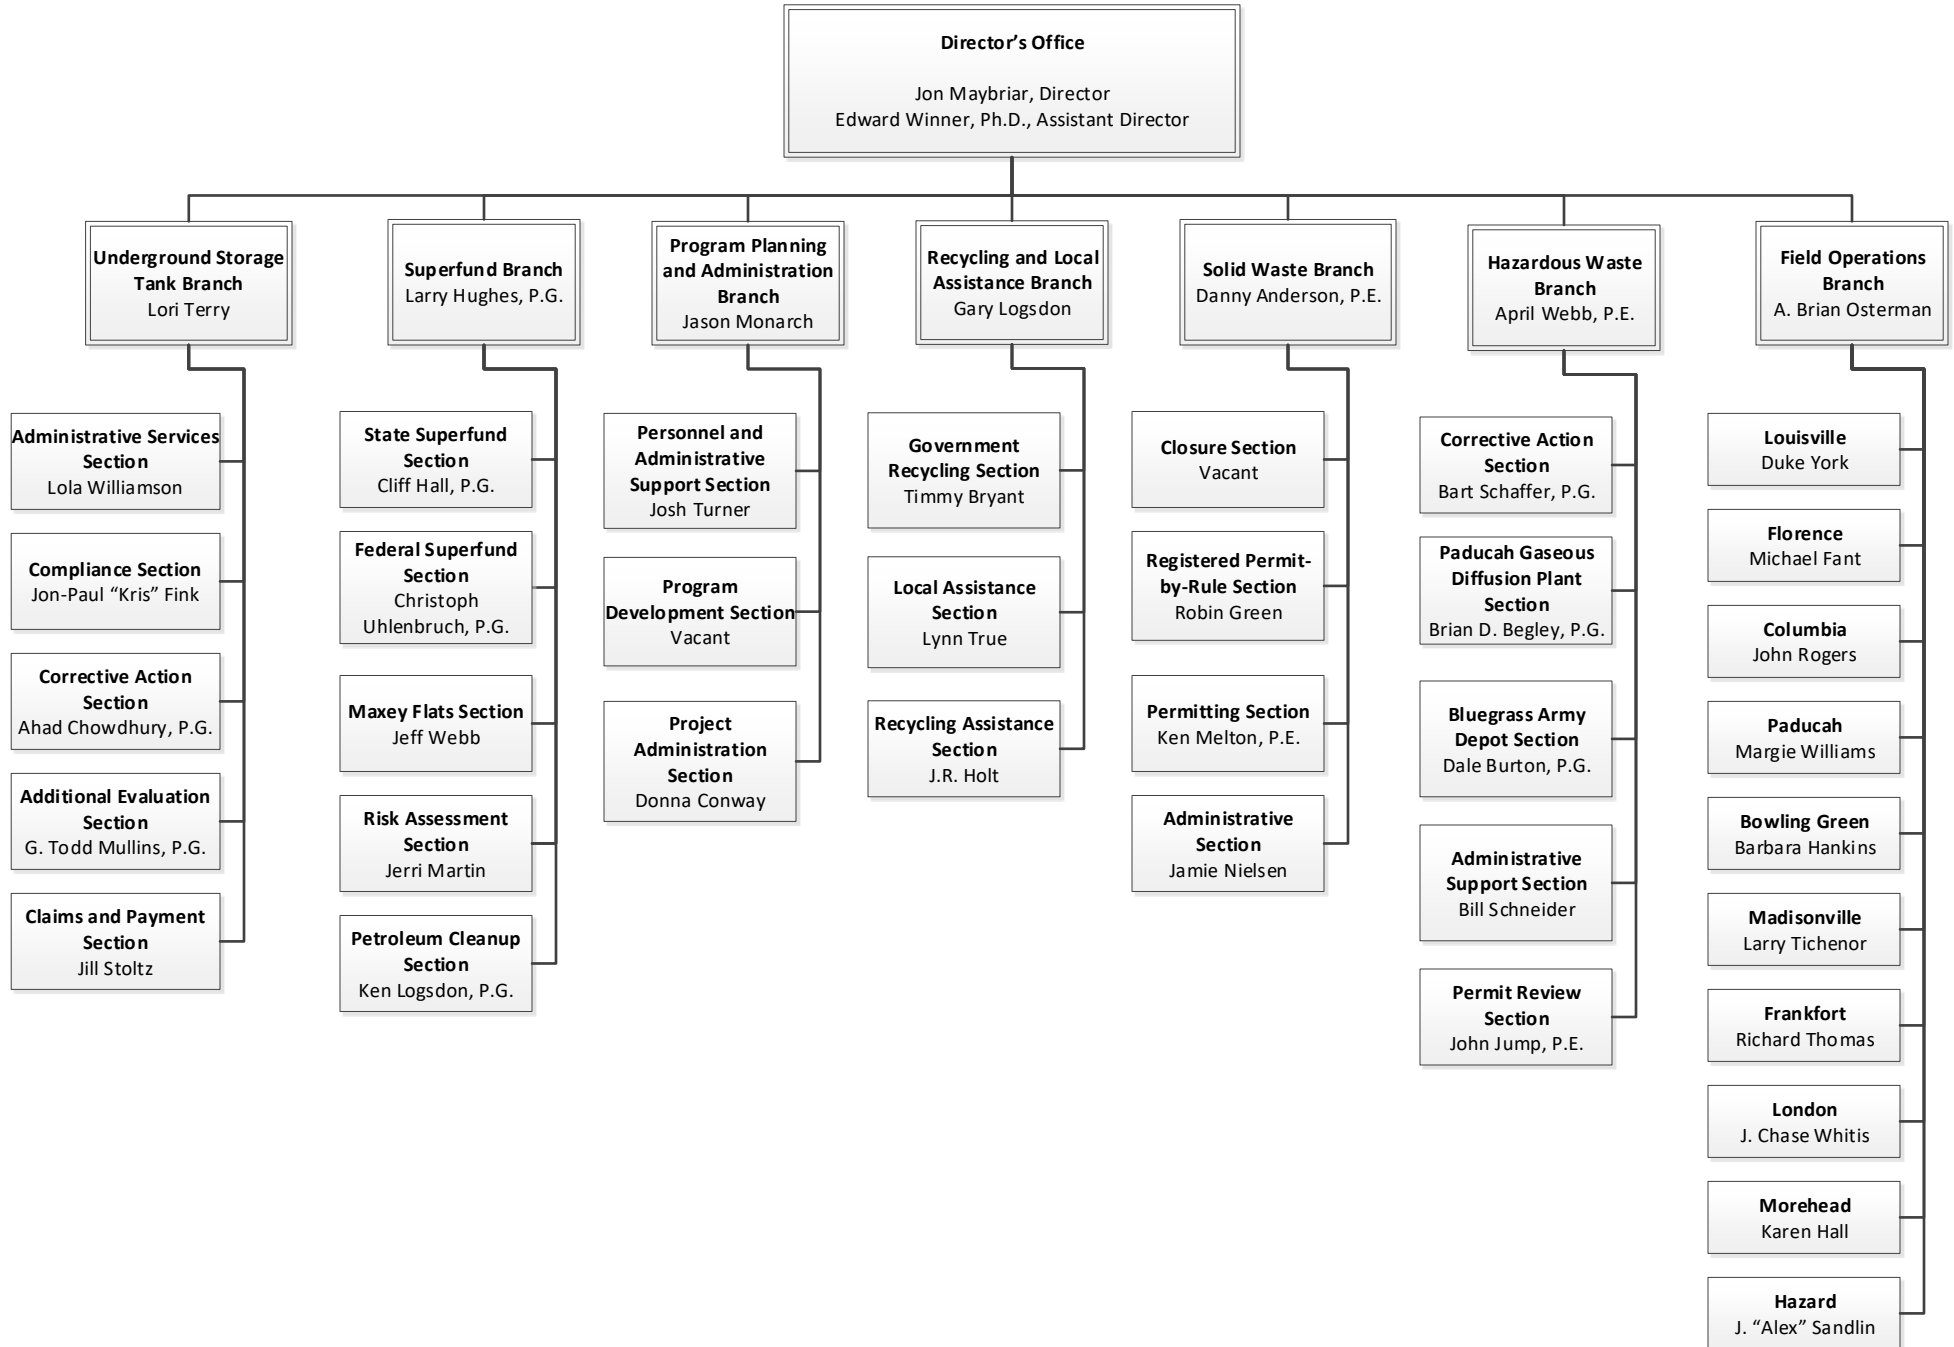 Director’s Office
Jon Maybriar, Director
Edward Winner, Ph.D., Assistant Director
Underground Storage
Tank Branch
Lori Terry
Administrative Services
Section
Lola Williamson
Compliance Section
Jon-Paul “Kris” Fink
Corrective Action
Section
Ahad Chowdhury, P.G.
Additional Evaluation
Section
G. Todd Mullins, P.G.
Claims and Payment
Section
Jill Stoltz
Superfund Branch
Larry Hughes, P.G.
State Superfund
Section
Cliff Hall, P.G.
Federal Superfund
Section
Christoph
Uhlenbruch, P.G.
Maxey Flats Section
Jeff Webb
Risk Assessment
Section
Jerri Martin
Petroleum Cleanup
Section
Ken Logsdon, P.G.
Program Planning
and Administration
Branch
Jason Monarch
Personnel and
Administrative
Support Section
Josh Turner
Program
Development Section
Vacant
Project
Administration
Section
Donna Conway
Recycling and Local
Assistance Branch
Gary Logsdon
Government
Recycling Section
Timmy Bryant
Local Assistance
Section
Lynn True
Recycling Assistance
Section
J.R. Holt
Solid Waste Branch
Danny Anderson, P.E.
Closure Section
Vacant
Registered Permit-
by-Rule Section
Robin Green
Permitting Section
Ken Melton, P.E.
Administrative
Section
Jamie Nielsen
Hazardous Waste
Branch
April Webb, P.E.
Corrective Action
Section
Bart Schaffer, P.G.
Paducah Gaseous
Diffusion Plant
Section
Brian D. Begley, P.G.
Bluegrass Army
Depot Section
Dale Burton, P.G.
Administrative
Support Section
Bill Schneider
Permit Review
Section
John Jump, P.E.
Field Operations
Branch
A. Brian Osterman
Louisville
Duke York
Florence
Michael Fant
Columbia
John Rogers
Paducah
Margie Williams
Bowling Green
Barbara Hankins
Madisonville
Larry Tichenor
Frankfort
Richard Thomas
London
J. Chase Whitis
Morehead
Karen Hall
Hazard
J. “Alex” Sandlin